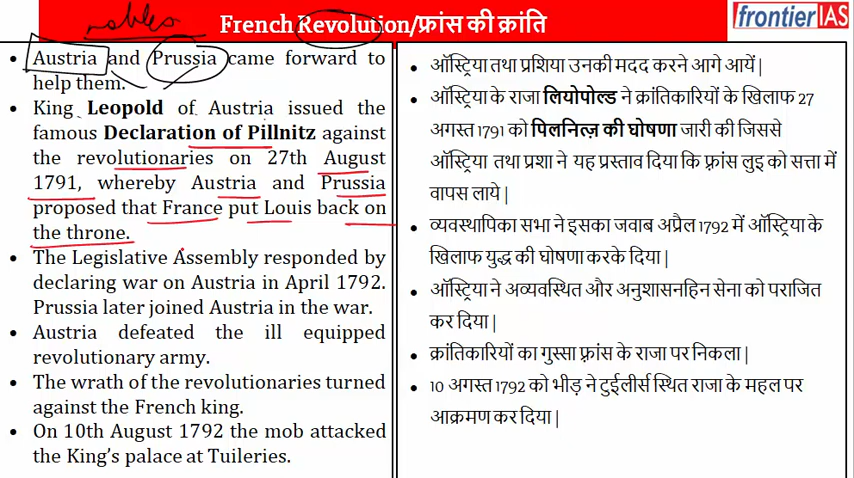 nobles
French Revolution/फ्रांस की क्रांति
frontierIAS
• Austria and Prussia came forward to
help them.
• King Leopold of Austria issued the
famous Declaration of Pillnitz against
the revolutionaries on 27th August
1791, whereby Austria and Prussia
proposed that France put Louis back on
the throne.
• The Legislative Assembly responded by
declaring war on Austria in April 1792.
Prussia later joined Austria in the war.
• Austria defeated the ill equipped
revolutionary army.
• The wrath of the revolutionaries turned
against the French king.
• On 10th August 1792 the mob attacked
the King's palace at Tuileries.
• ऑस्ट्रिया तथा प्रशिया उनकी मदद करने आगे आयें |
• ऑस्ट्रिया के राजा लियोपोल्ड ने क्रांतिकारियों के खिलाफ 27
अगस्त 1791 को पिलनित्ज़ की घोषणा जारी की जिससे
ऑस्ट्रिया तथा प्रशा ने यह प्रस्ताव दिया कि फ़्रांस लुइ को सत्ता में
वापस लाये |
• व्यवस्थापिका सभा ने इसका जवाब अप्रैल 1792 में ऑस्ट्रिया के
खिलाफ युद्ध की घोषणा करके दिया |
• ऑस्ट्रिया ने अव्यवस्थित और अनुशासनहिन सेना को पराजित
कर दिया |
• क्रांतिकारियों का गुस्सा फ़्रांस के राजा पर निकला |
• 10 अगस्त 1792 को भीड़ ने टुईलीर्स स्थित राजा के महल पर
आक्रमण कर दिया |